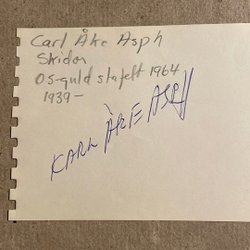 Carl Åke Asph
Skidor
OS-guld stafett 1964
1939-
KARL ÅKE ASPH